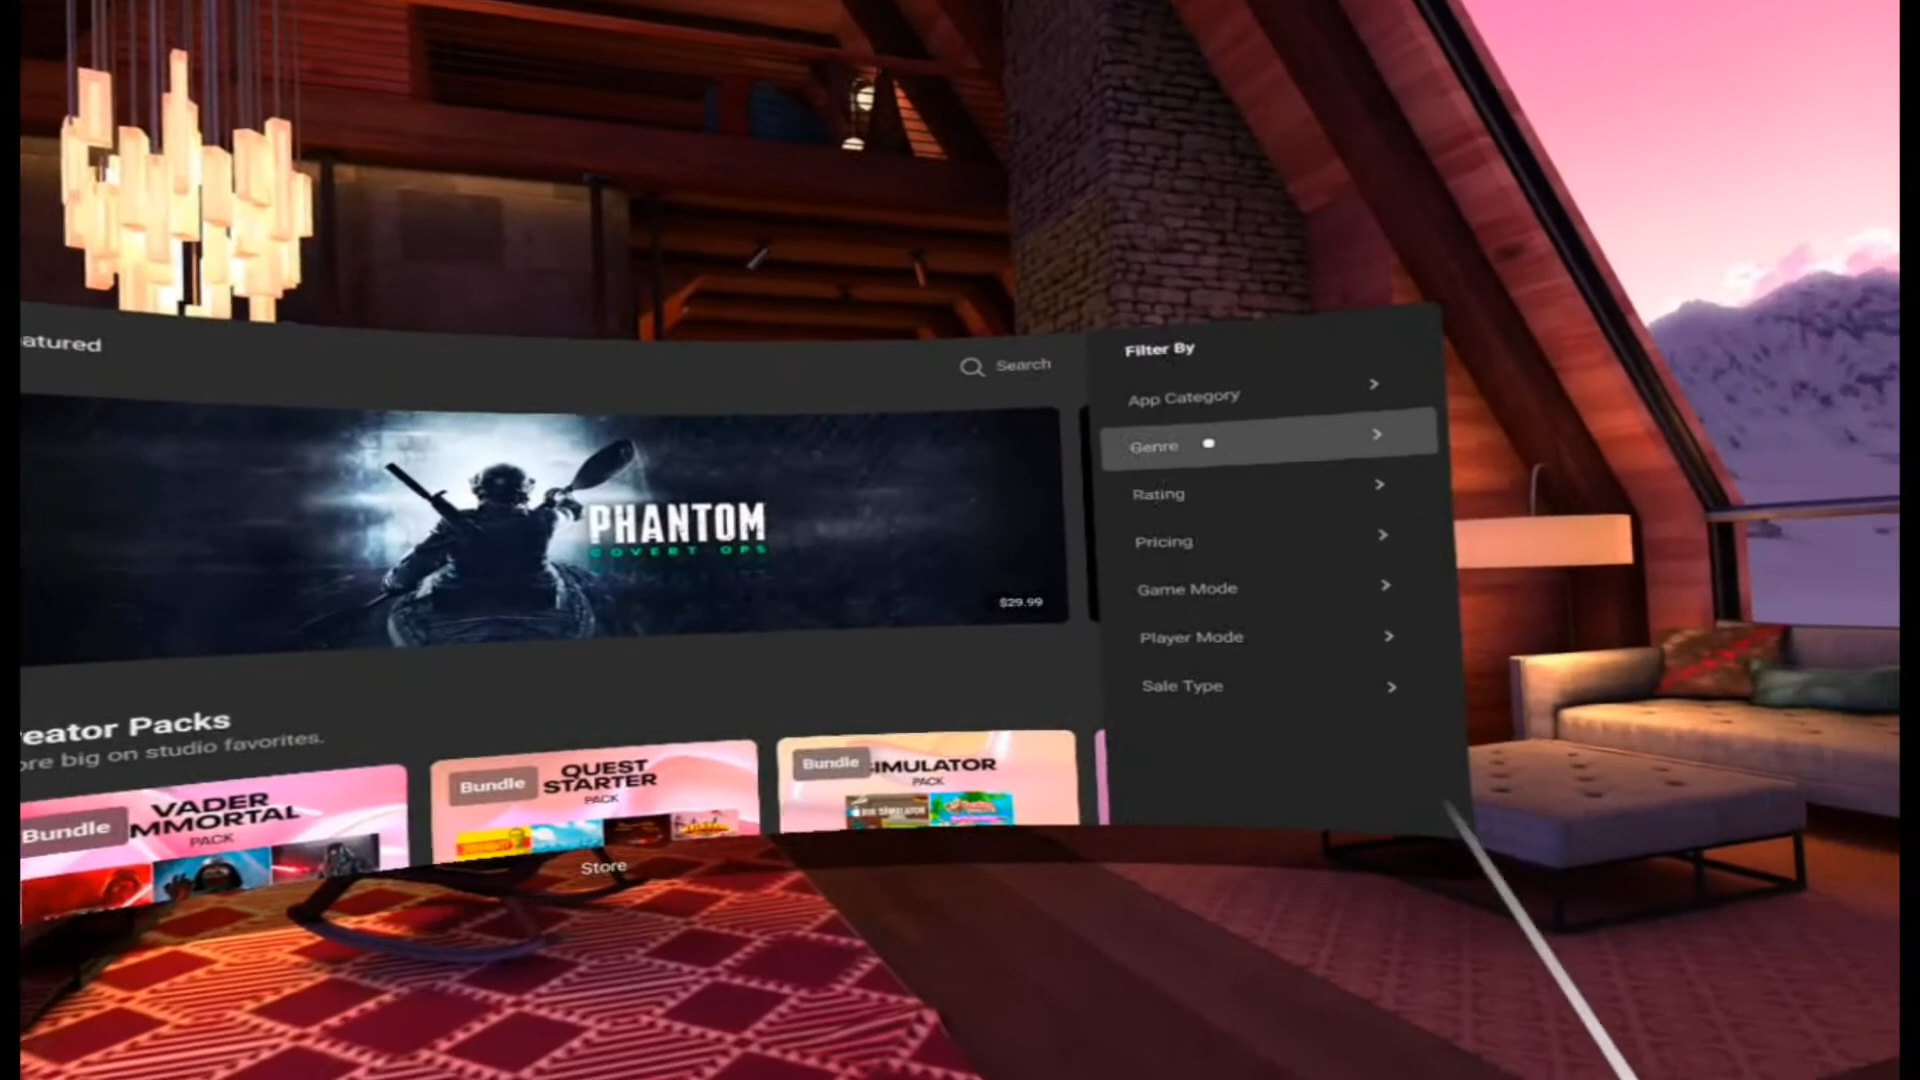 atured
Search
PHANTOM
COVERT OPS
$29.99
Filter By
App Category
Genre
Rating
Pricing
Game Mode
Player Mode
Sale Type
eator Packs
ore big on studio favorites.
Bundle
VADER
MMORTAL
PACK
Bundle
QUEST
STARTER
PACK
Bundle
IMULATOR
PACK
Store